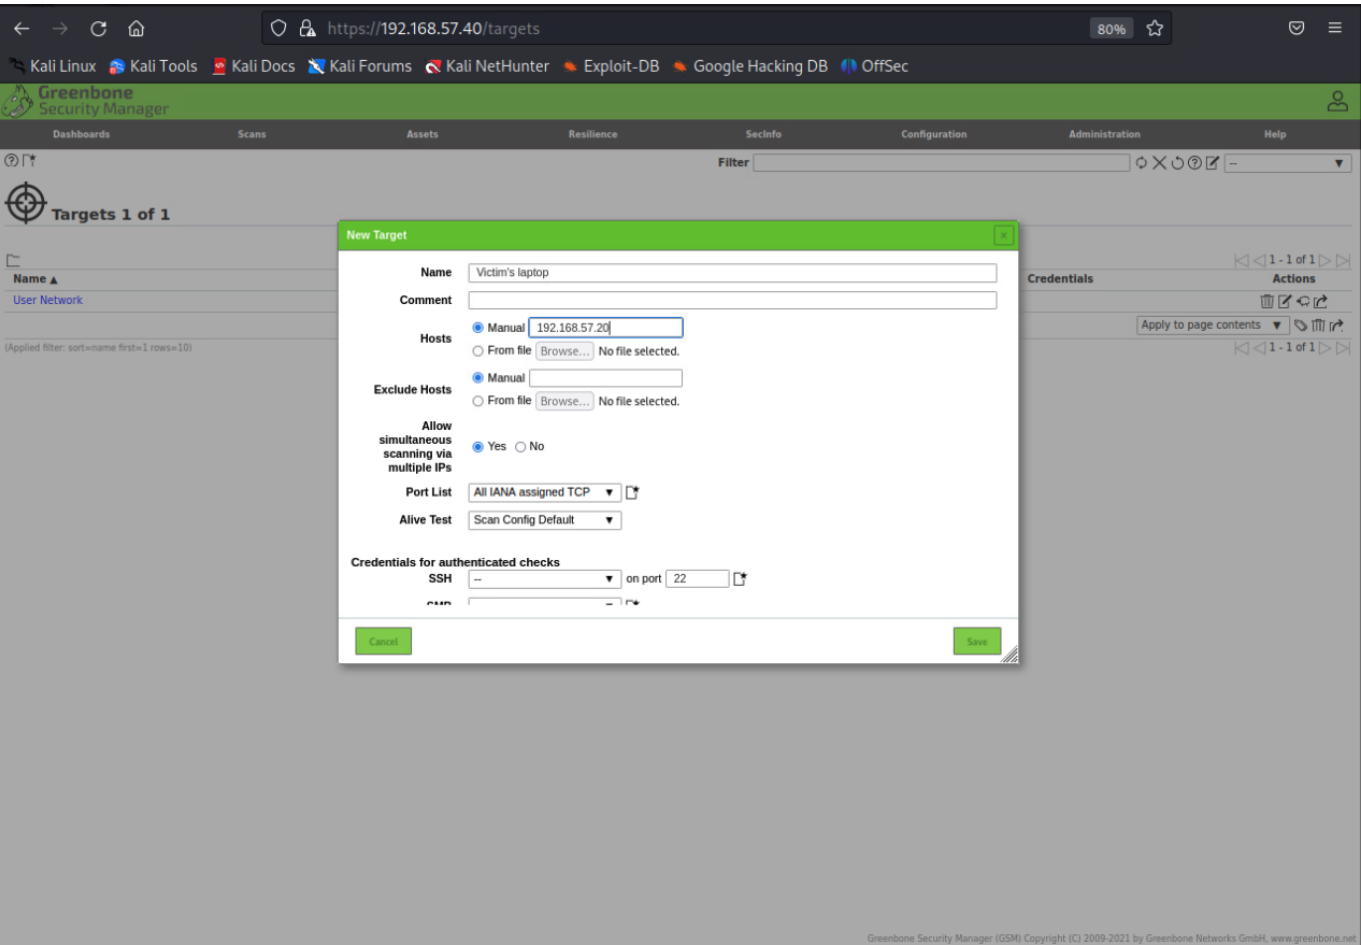 https://192.168.57.40/targets
80%
Kali Linux Kali Tools Kali Docs Kali Forums Kali NetHunter Exploit-DB Google Hacking DB OffSec
Greenbone
Security Manager
Dashboards Scans Assets Resilience SecInfo Configuration Administration Help
Filter
--
Targets 1 of 1
New Target
1 - 1 of 1
Name Credentials Actions
User Network
Apply to page contents
(Applied filter: sort=name first=1 rows=10)
1 - 1 of 1
Name Victim's laptop
Comment
Hosts
Manual 192.168.57.20
From file Browse... No file selected.
Exclude Hosts
Manual
From file Browse... No file selected.
Allow
simultaneous
scanning via
multiple IPs
Yes No
Port List All IANA assigned TCP
Alive Test Scan Config Default
Credentials for authenticated checks
SSH -- on port 22
SMB
Cancel Save
Greenbone Security Manager (GSM) Copyright (C) 2009-2021 by Greenbone Networks GmbH, www.greenbone.net